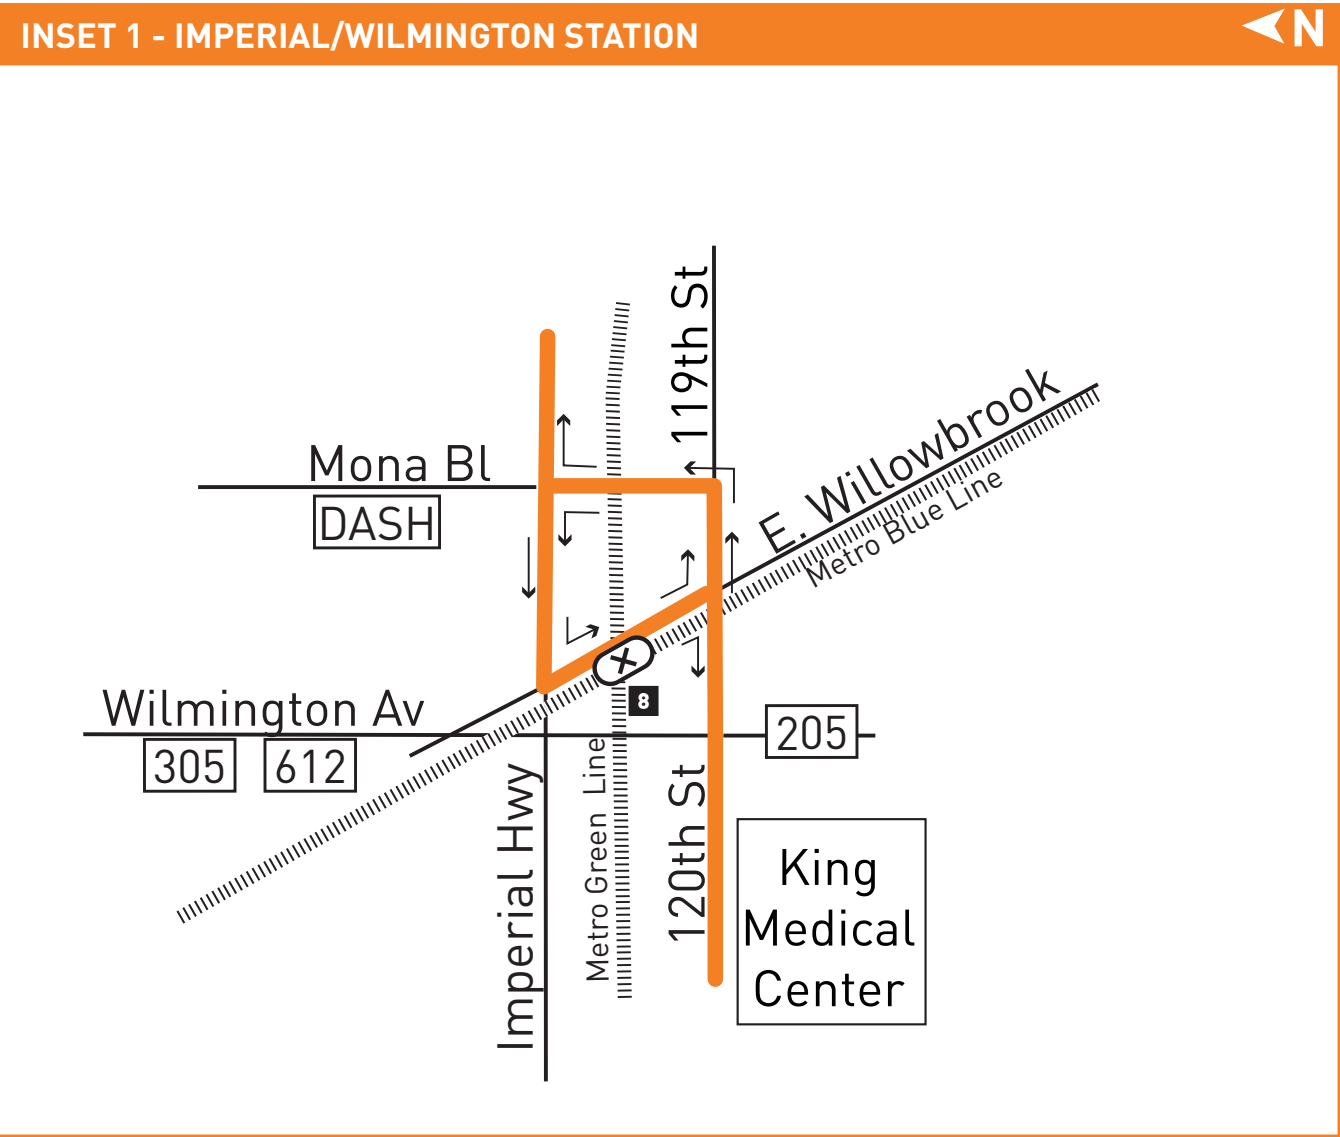 INSET 1 - IMPERIAL/WILMINGTON STATION
N
119th St
E. Willowbrook
Metro Blue Line
Mona Bl
DASH
8
Wilmington Av
305
612
205
Imperial Hwy
Metro Green Line
120th St
King
Medical
Center